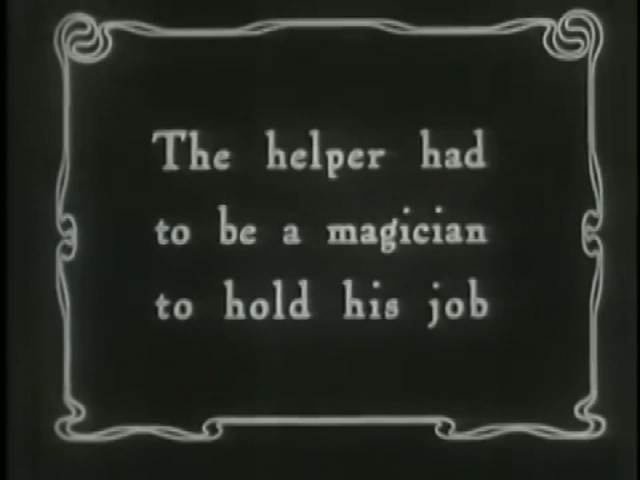 The helper had
to be a magician
to hold his job